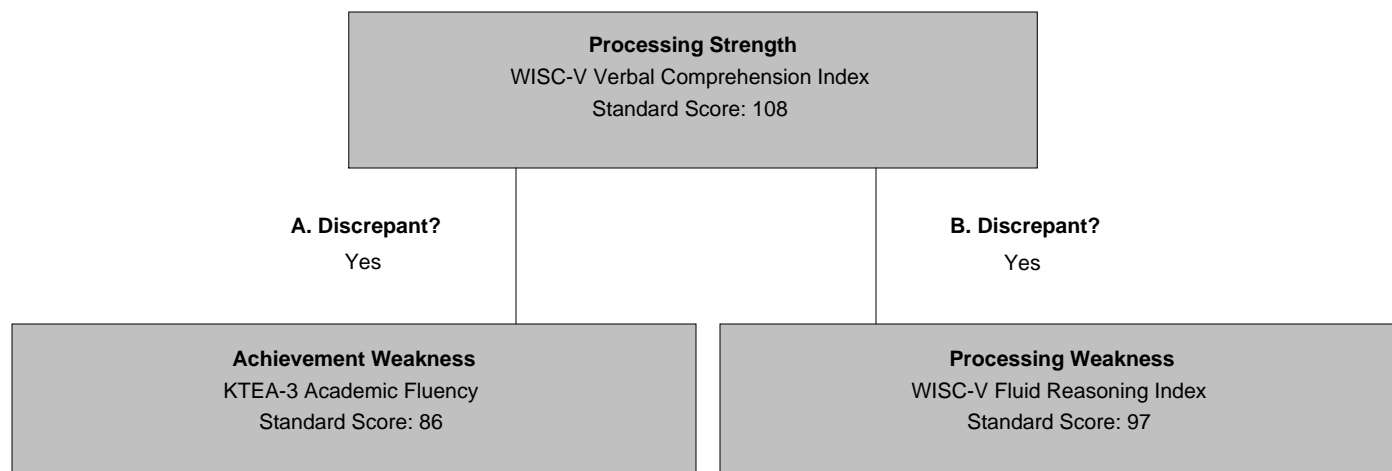 Processing Strength
WISC-V Verbal Comprehension Index
Standard Score: 108
A. Discrepant?
Yes
B. Discrepant?
Yes
Achievement Weakness
KTEA-3 Academic Fluency
Standard Score: 86
Processing Weakness
WISC-V Fluid Reasoning Index
Standard Score: 97